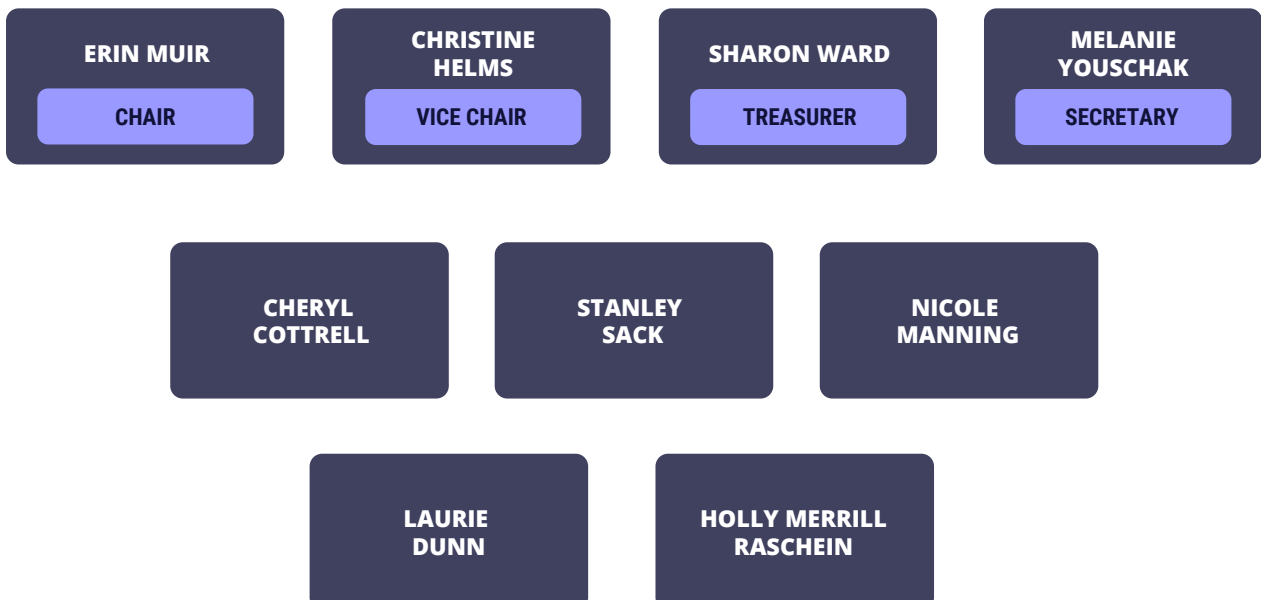 ERIN MUIR
CHAIR
CHRISTINE
HELMS
VICE CHAIR
SHARON WARD
TREASURER
MELANIE
YOUSCHAK
SECRETARY
CHERYL
COTTRELL
STANLEY
SACK
NICOLE
MANNING
LAURIE
DUNN
HOLLY MERRILL
RASCHEIN